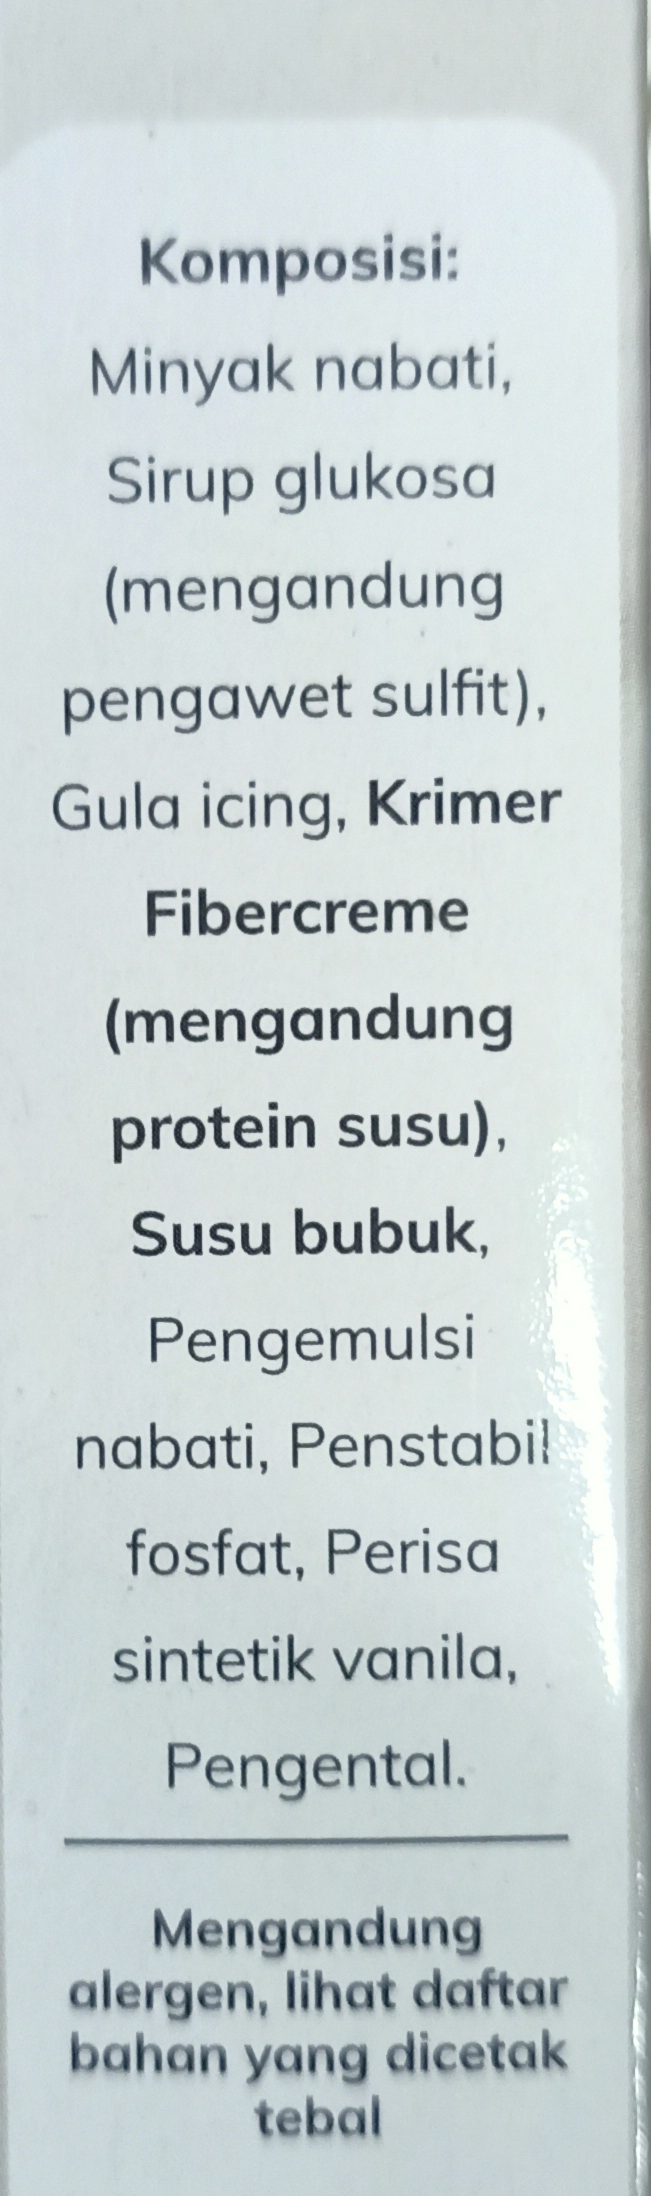 Komposisi:
Minyak nabati,
Sirup glukosa
(mengandung
pengawet sulfit),
Gula icing, Krimer
Fibercreme
(mengandung
protein susu),
Susu bubuk,
Pengemulsi
nabati, Penstabil
fosfat, Perisa
sintetik vanila,
Pengental.
Mengandung
alergen, lihat daftar
bahan yang dicetak
tebal